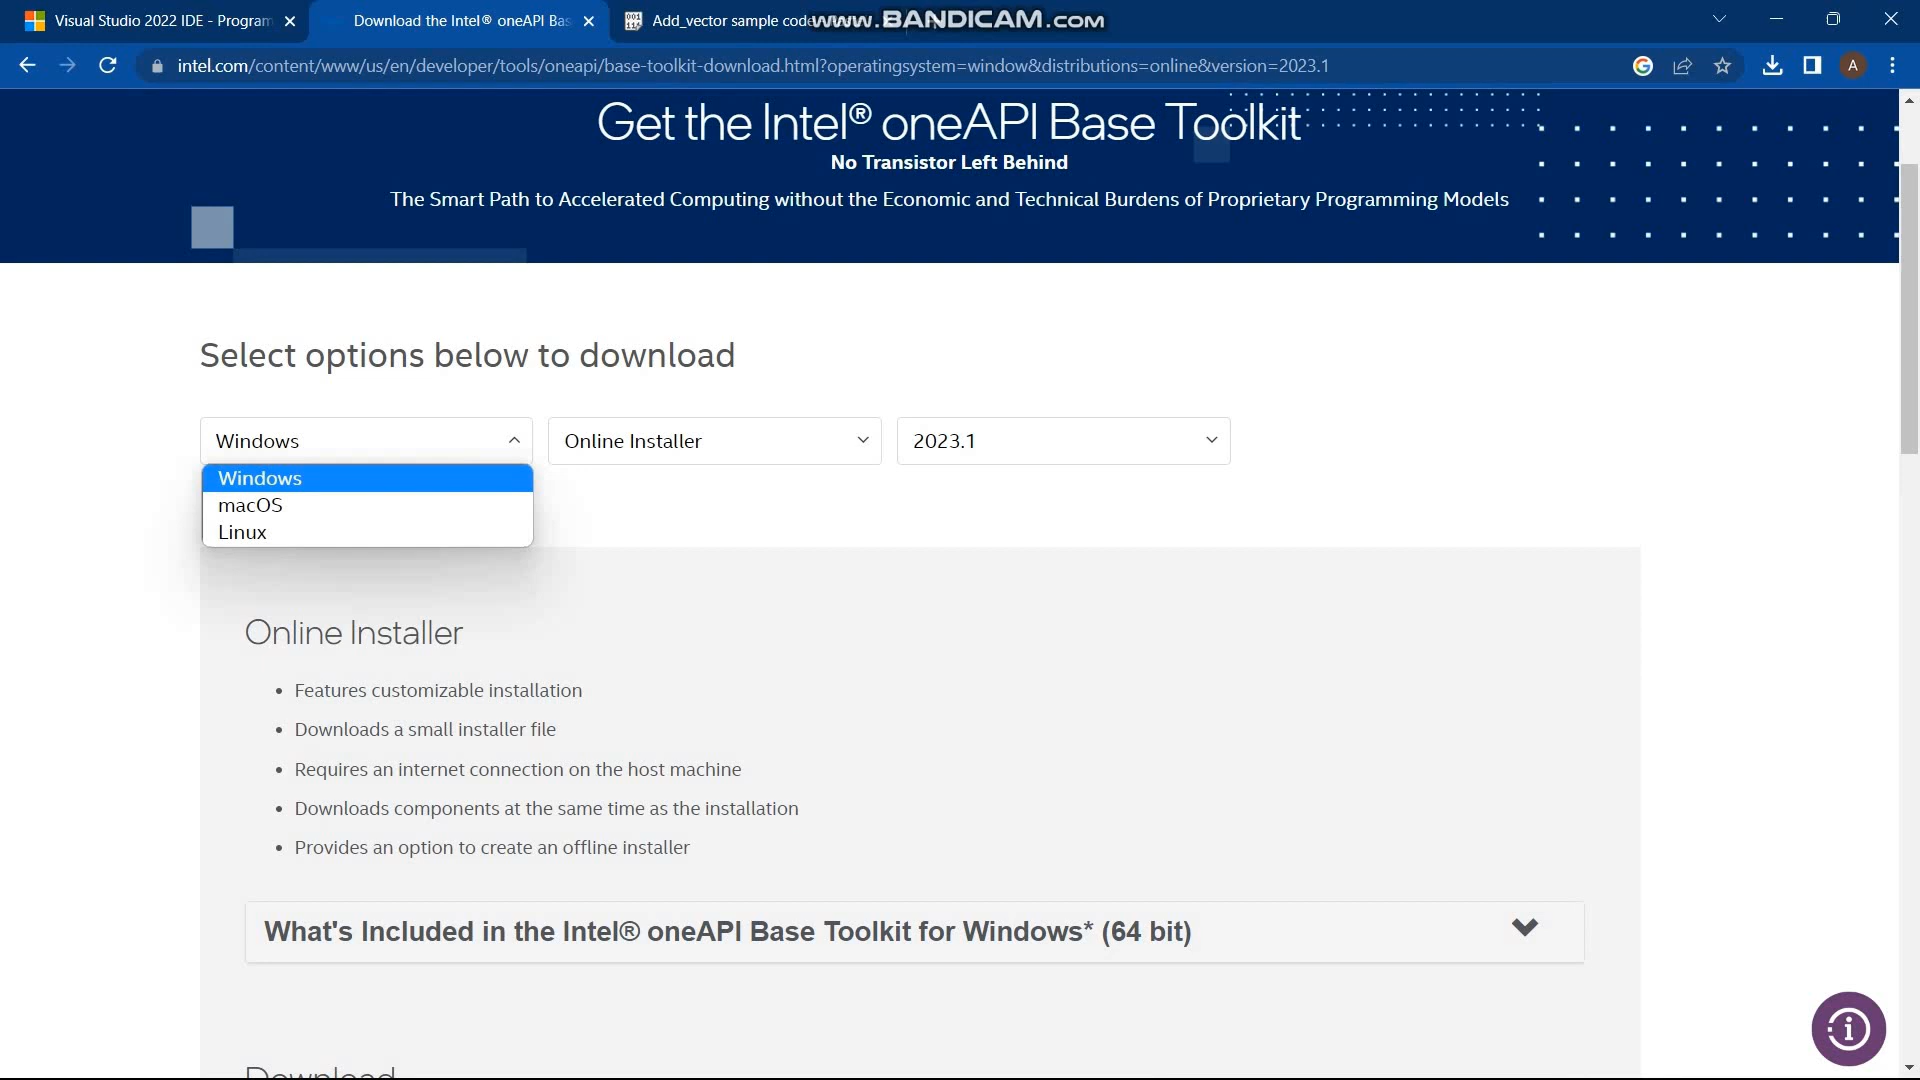 Visual Studio 2022 IDE - Program
Download the Intel® oneAPI Bas
Add_vector sample code
www.BANDICAM.com
intel.com/content/www/us/en/developer/tools/oneapi/base-toolkit-download.html?operatingsystem=window&distributions=online&version=2023.1
A
Get the Intel® oneAPI Base Toolkit
No Transistor Left Behind
The Smart Path to Accelerated Computing without the Economic and Technical Burdens of Proprietary Programming Models
Select options below to download
Windows
Online Installer
2023.1
Windows
macOS
Linux
Online Installer
• Features customizable installation
• Downloads a small installer file
• Requires an internet connection on the host machine
• Downloads components at the same time as the installation
• Provides an option to create an offline installer
What's Included in the Intel® oneAPI Base Toolkit for Windows* (64 bit)
Download